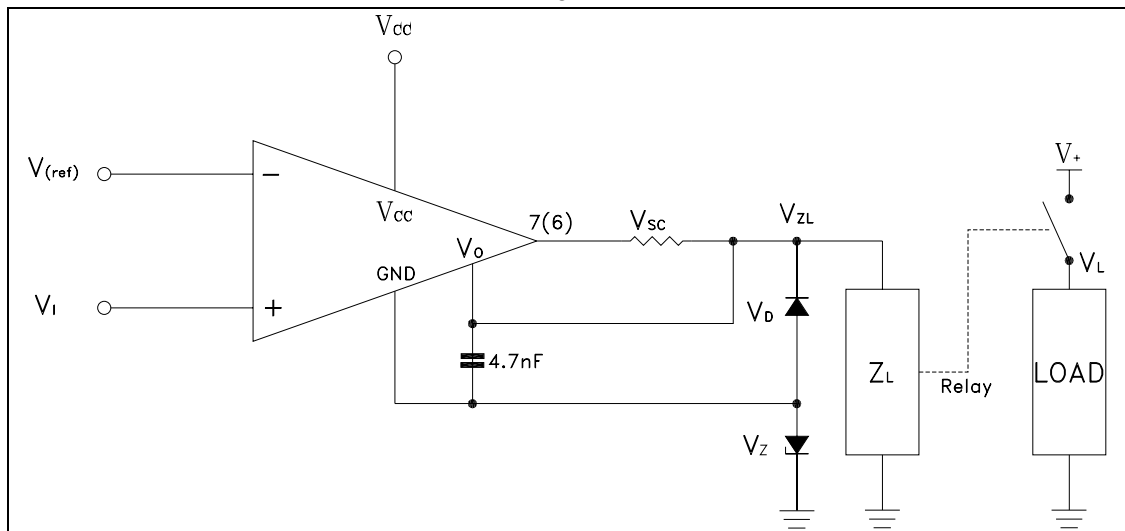 Vcc
V(ref)
−
Vcc
7(6)
Vsc
VZL
V+
Vo
GND
VI
+
4.7nF
VD
VL
ZL
Relay
LOAD
VZ